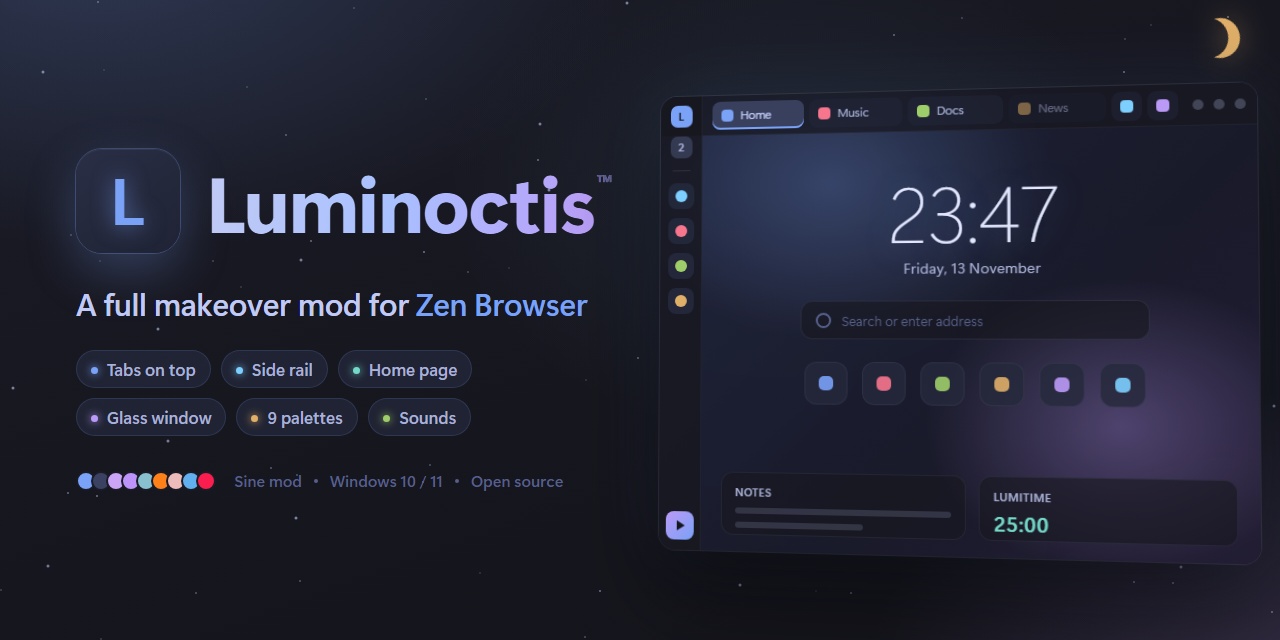 L
Luminoctis™
A full makeover mod for Zen Browser
Tabs on top
Side rail
Home page
Glass window
9 palettes
Sounds
Sine mod • Windows 10 / 11 • Open source
L
Home
Music
Docs
News
2
23:47
Friday, 13 November
Search or enter address
NOTES
LUMITIME
25:00